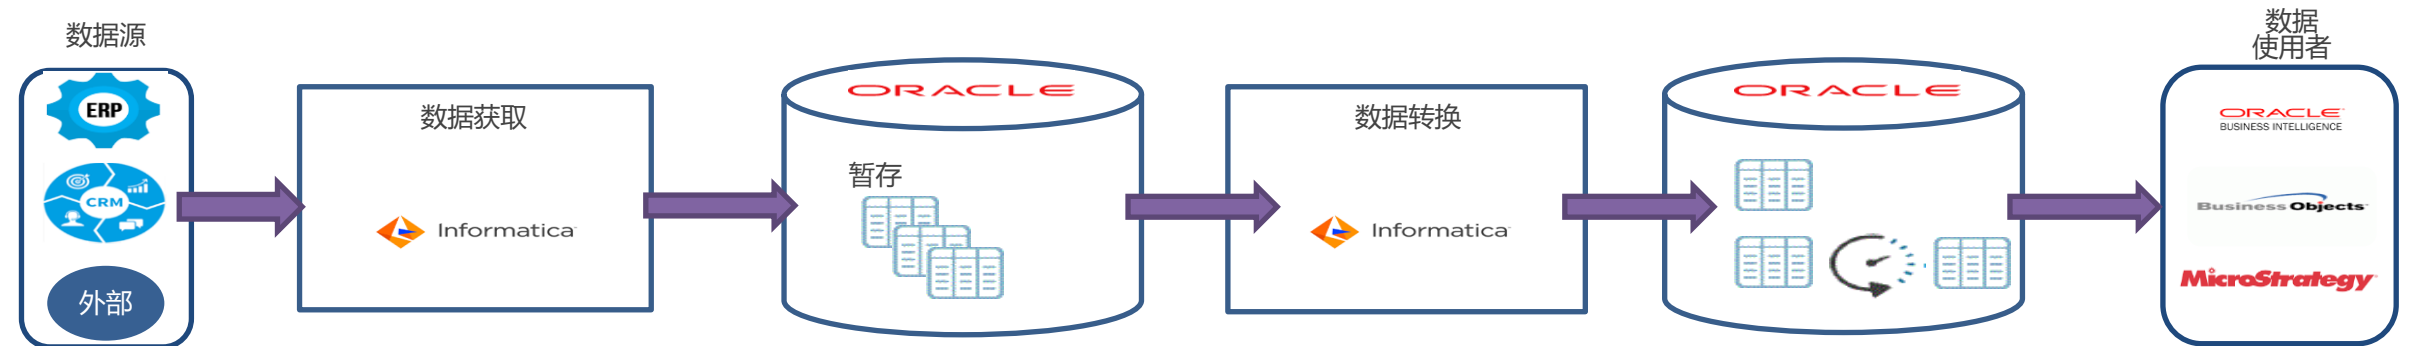 数据源
ERP
CRM
外部
数据获取
Informatica
ORACLE
暂存
数据转换
Informatica
ORACLE
数据
使用者
ORACLE
BUSINESS INTELLIGENCE
Business Objects
MicroStrategy